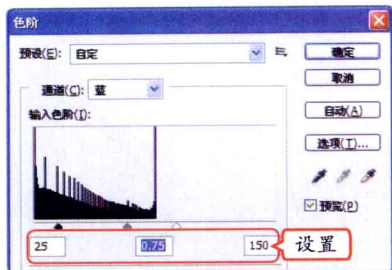 色阶
预设(E): 自定
确定
取消
通道(C): 蓝
自动(A)
输入色阶(I):
选项(T)...
预览(P)
25 0.75 150 设置